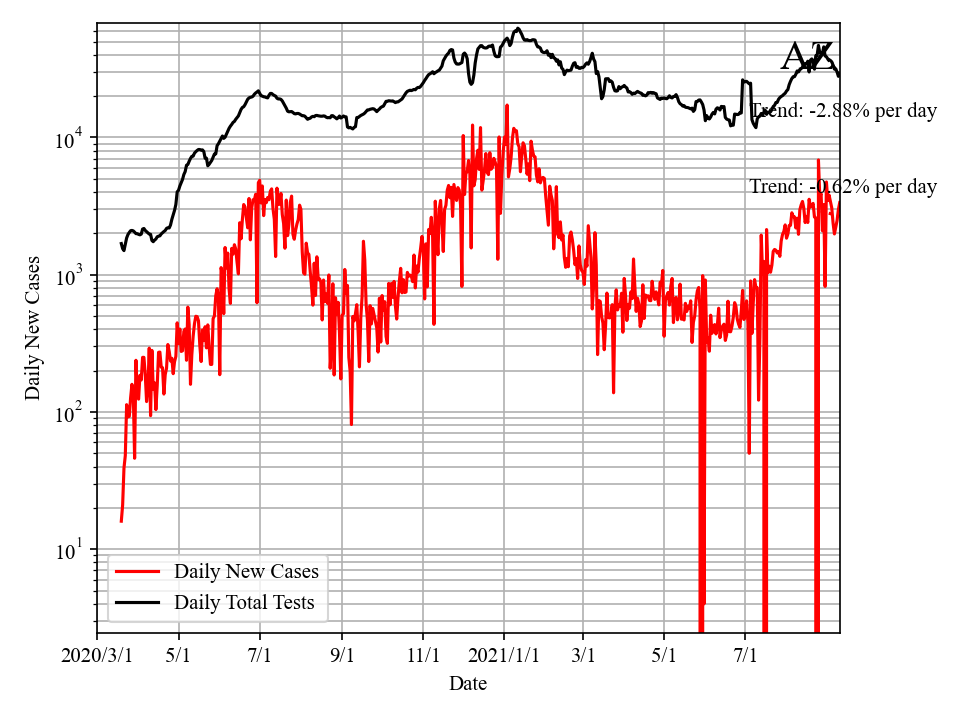 AZ
Trend: -2.88% per day
Trend: -0.62% per day
Daily New Cases
10^4
10^3
10^2
10^1
Daily New Cases
Daily Total Tests
2020/3/1 5/1 7/1 9/1 11/1 2021/1/1 3/1 5/1 7/1
Date